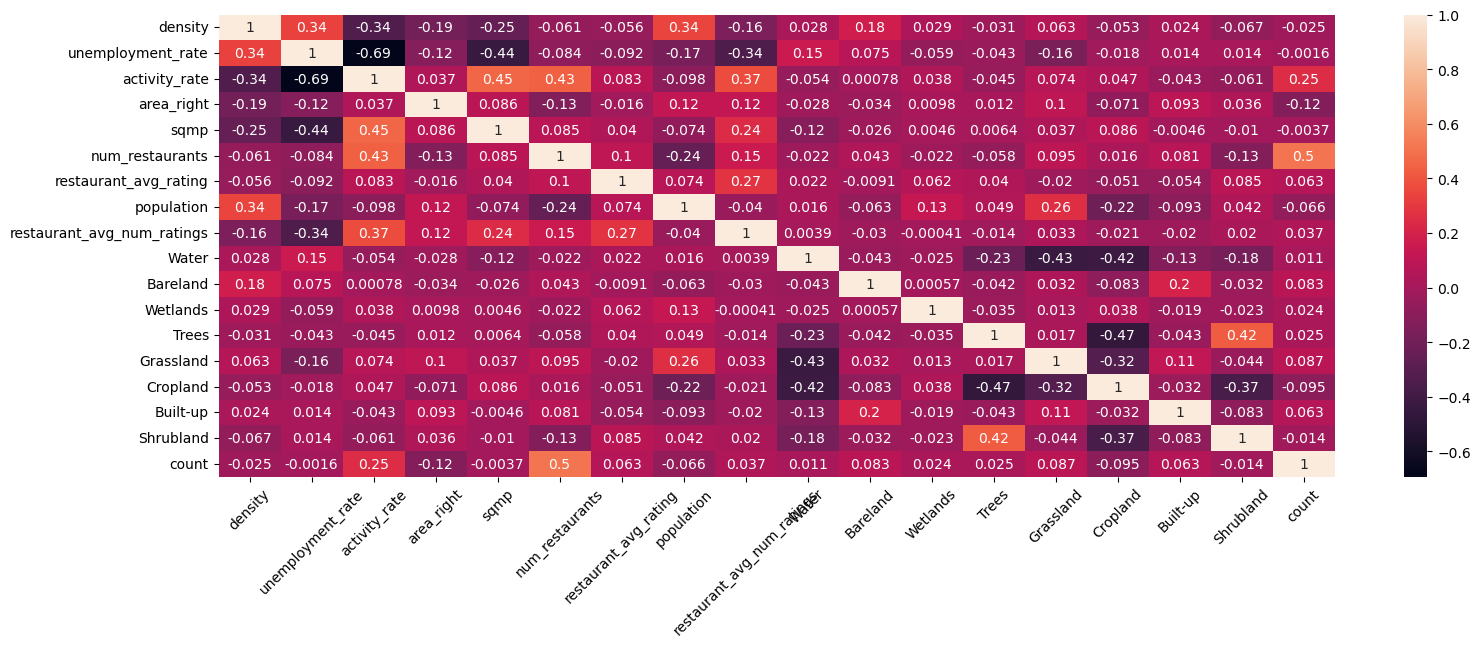 density 1 0.34 -0.34 -0.19 -0.25 -0.061 -0.056 0.34 -0.16 0.028 0.18 0.029 -0.031 0.063 -0.053 0.024 -0.067 -0.025
unemployment_rate 0.34 1 -0.69 -0.12 -0.44 -0.084 -0.092 -0.17 -0.34 0.15 0.075 -0.059 -0.043 -0.16 -0.018 0.014 0.014 -0.0016
activity_rate -0.34 -0.69 1 0.037 0.45 0.43 0.083 -0.098 0.37 -0.054 0.00078 0.038 -0.045 0.074 0.047 -0.043 -0.061 0.25
area_right -0.19 -0.12 0.037 1 0.086 -0.13 -0.016 0.12 0.12 -0.028 -0.034 0.0098 0.012 0.1 -0.071 0.093 0.036 -0.12
sqmp -0.25 -0.44 0.45 0.086 1 0.085 0.04 -0.074 0.24 -0.12 -0.026 0.0046 0.0064 0.037 0.086 -0.0046 -0.01 -0.0037
num_restaurants -0.061 -0.084 0.43 -0.13 0.085 1 0.1 -0.24 0.15 -0.022 0.043 -0.022 -0.058 0.095 0.016 0.081 -0.13 0.5
restaurant_avg_rating -0.056 -0.092 0.083 -0.016 0.04 0.1 1 0.074 0.27 0.022 -0.0091 0.062 0.04 -0.02 -0.051 -0.054 0.085 0.063
population 0.34 -0.17 -0.098 0.12 -0.074 -0.24 0.074 1 -0.04 0.016 -0.063 0.13 0.049 0.26 -0.22 -0.093 0.042 -0.066
restaurant_avg_num_ratings -0.16 -0.34 0.37 0.12 0.24 0.15 0.27 -0.04 1 0.0039 -0.03 -0.00041 -0.014 0.033 -0.021 -0.02 0.02 0.037
Water 0.028 0.15 -0.054 -0.028 -0.12 -0.022 0.022 0.016 0.0039 1 -0.043 -0.025 -0.23 -0.43 -0.42 -0.13 -0.18 0.011
Bareland 0.18 0.075 0.00078 -0.034 -0.026 0.043 -0.0091 -0.063 -0.03 -0.043 1 0.00057 -0.042 0.032 -0.083 0.2 -0.032 0.083
Wetlands 0.029 -0.059 0.038 0.0098 0.0046 -0.022 0.062 0.13 -0.00041 -0.025 0.00057 1 -0.035 0.013 0.038 -0.019 -0.023 0.024
Trees -0.031 -0.043 -0.045 0.012 0.0064 -0.058 0.04 0.049 -0.014 -0.23 -0.042 -0.035 1 0.017 -0.47 -0.043 0.42 0.025
Grassland 0.063 -0.16 0.074 0.1 0.037 0.095 -0.02 0.26 0.033 -0.43 0.032 0.013 0.017 1 -0.32 0.11 -0.044 0.087
Cropland -0.053 -0.018 0.047 -0.071 0.086 0.016 -0.051 -0.22 -0.021 -0.42 -0.083 0.038 -0.47 -0.32 1 -0.032 -0.37 -0.095
Built-up 0.024 0.014 -0.043 0.093 -0.0046 0.081 -0.054 -0.093 -0.02 -0.13 0.2 -0.019 -0.043 0.11 -0.032 1 -0.083 0.063
Shrubland -0.067 0.014 -0.061 0.036 -0.01 -0.13 0.085 0.042 0.02 -0.18 -0.032 -0.023 0.42 -0.044 -0.37 -0.083 1 -0.014
count -0.025 -0.0016 0.25 -0.12 -0.0037 0.5 0.063 -0.066 0.037 0.011 0.083 0.024 0.025 0.087 -0.095 0.063 -0.014 1
density
unemployment_rate
activity_rate
area_right
sqmp
num_restaurants
restaurant_avg_rating
population
restaurant_avg_num_ratings
Water
Bareland
Wetlands
Trees
Grassland
Cropland
Built-up
Shrubland
count
1.0
0.8
0.6
0.4
0.2
0.0
−0.2
−0.4
−0.6